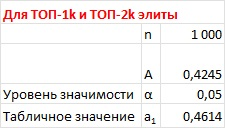 Для ТОП-1k и ТОП-2k элиты
n 1 000
A 0,4245
Уровень значимости α 0,05
Табличное значение a₁ 0,4614